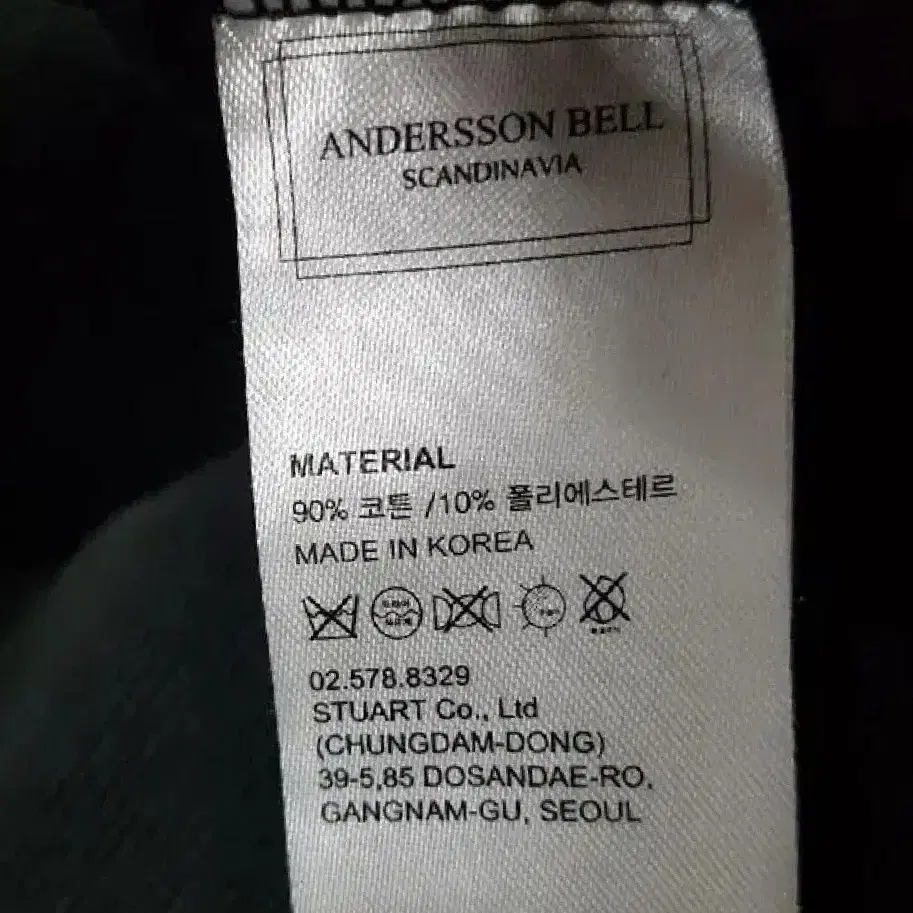 ANDERSSON BELL
SCANDINAVIA
MATERIAL
90% 코튼 /10% 폴리에스테르
MADE IN KOREA
02.578.8329
STUART Co., Ltd
(CHUNGDAM-DONG)
39-5,85 DOSANDAE-RO,
GANGNAM-GU, SEOUL